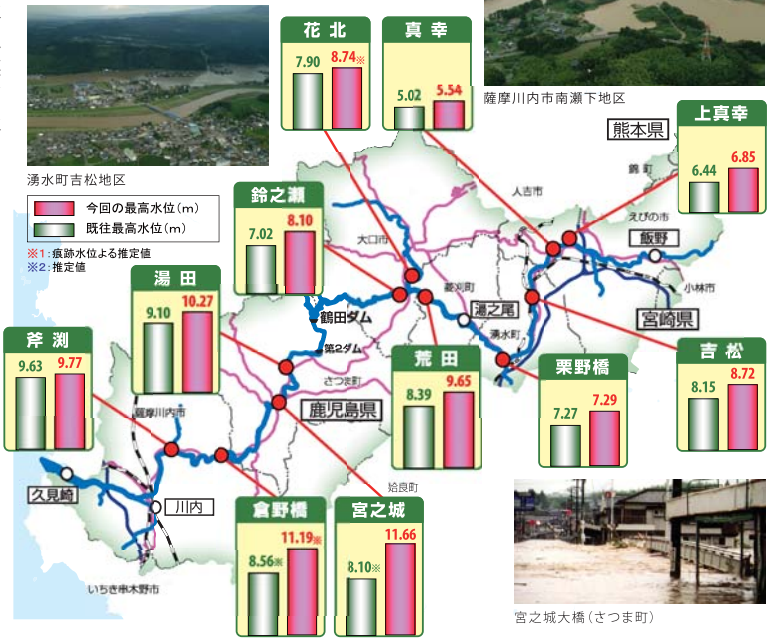 花北
7.90
8.74※
真幸
5.02
5.54
薩摩川内市南瀬下地区
湧水町吉松地区
今回の最高水位(m)
既往最高水位(m)
※1:痕跡水位よる推定値
※2:推定値
熊本県
上真幸
6.44
6.85
錦町
人吉市
えびの市
飯野
小林市
宮崎県
鈴之瀬
7.02
8.10
大口市
菱刈町
湯之尾
湧水町
湯田
9.10
10.27
鶴田ダム
第2ダム
さつま町
鹿児島県
斧渕
9.63
9.77
荒田
8.39
9.65
栗野橋
7.27
7.29
吉松
8.15
8.72
薩摩川内市
久見崎
川内
姶良町
倉野橋
8.56※
11.19※
宮之城
8.10※
11.66
いちき串木野市
宮之城大橋(さつま町)